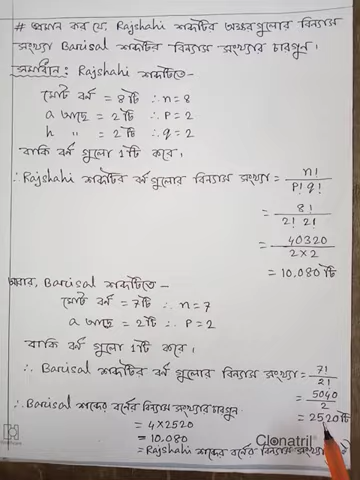 # প্রমান কর যে, Rajshahi শব্দটির অক্ষরগুলোর বিন্যাস
সংখ্যা Barisal শব্দটির বিন্যাস সংখ্যার চারগুন।
সমাধান: Rajshahi শব্দটিতে-
মোট বর্ন = 8টি ∴ n = 8
a আছে = 2টি ∴ P = 2
h " = 2টি ∴ q = 2
বাকি বর্ন গুলো 1টি করে।
∴ Rajshahi শব্দটির বর্ন গুলোর বিন্যাস সংখ্যা = n! / P! q!
= 8! / 2! 2!
= 40320 / 2 × 2
= 10,080 টি
আবার, Barisal শব্দটিতে-
মোট বর্ন = 7টি ∴ n = 7
a আছে = 2টি ∴ P = 2
বাকি বর্ন গুলো 1টি করে।
∴ Barisal শব্দটির বর্ন গুলোর বিন্যাস সংখ্যা = 7! / 2!
= 5040 / 2
= 2520 টি
∴ Barisal শব্দের বর্নের বিন্যাস সংখ্যার চারগুন
= 4 × 2520
= 10,080
Clonatril
= Rajshahi শব্দের বর্নের বিন্যাস সংখ্যা